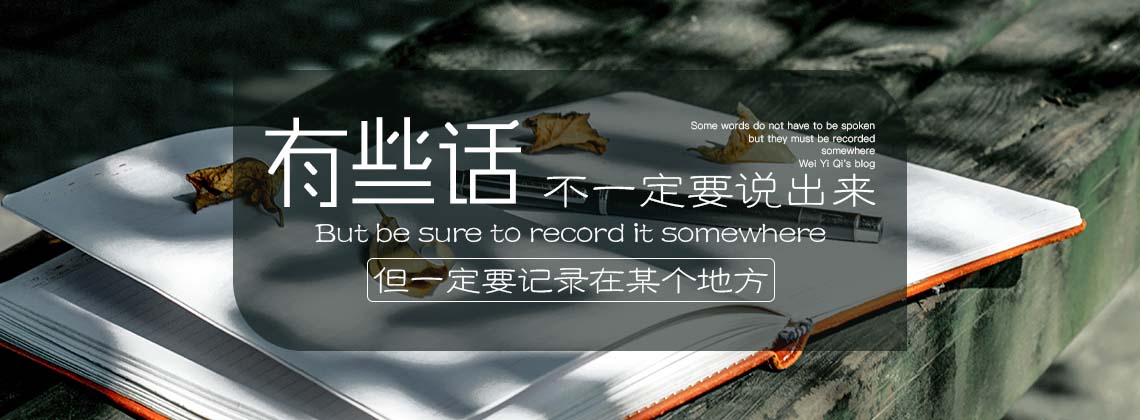 有些话
Some words do not have to be spoken
but they must be recorded
somewhere
Wei Yi Qi's blog
不一定要说出来
But be sure to record it somewhere
但一定要记录在某个地方